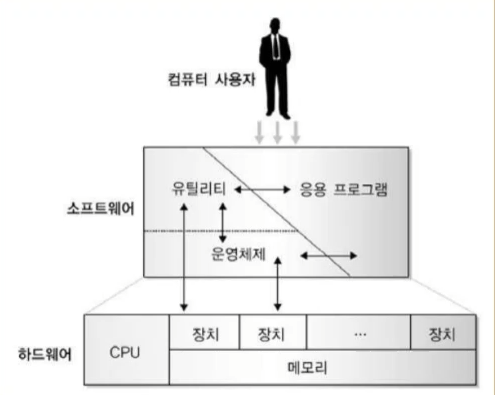 컴퓨터 사용자
유틸리티 응용 프로그램
소프트웨어
운영체제
하드웨어 CPU 장치 장치 ... 장치
메모리